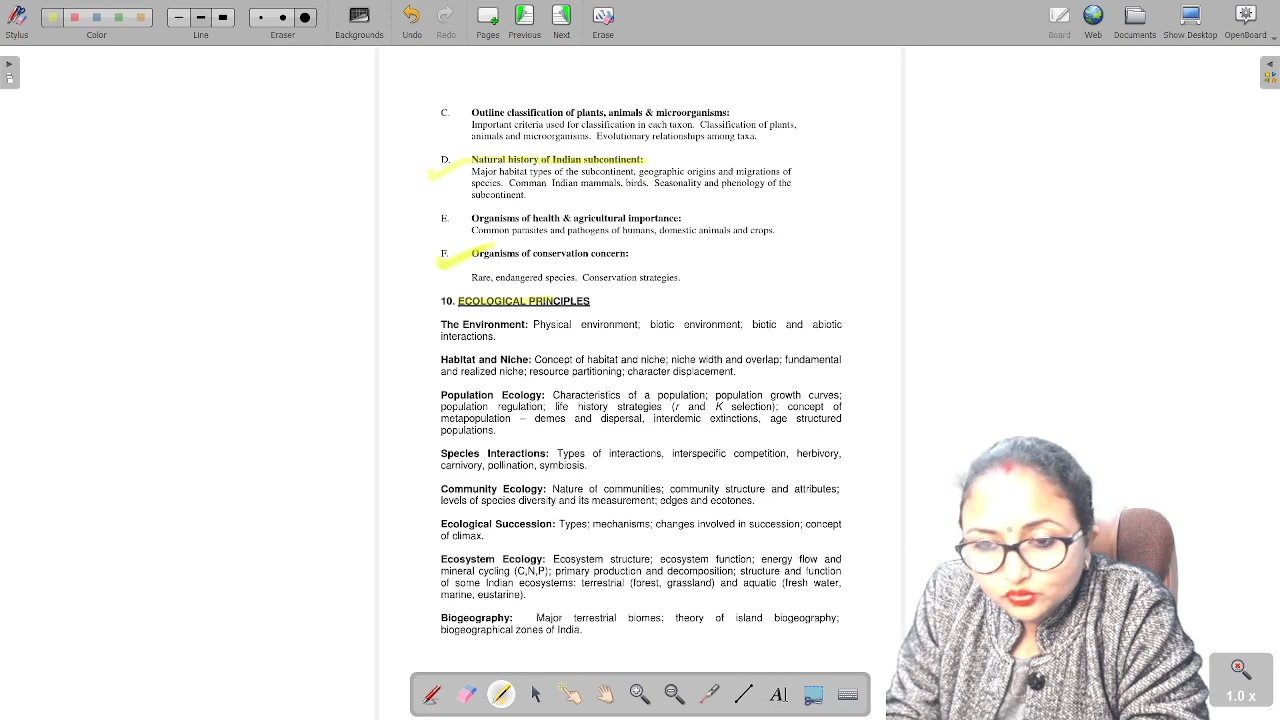 Stylus
Color
Line
Eraser
Backgrounds
Undo
Redo
Pages
Previous
Next
Erase
Board
Web
Documents
Show Desktop
OpenBoard
C. Outline classification of plants, animals & microorganisms:
Important criteria used for classification in each taxon. Classification of plants,
animals and microorganisms. Evolutionary relationships among taxa.
D. Natural history of Indian subcontinent:
Major habitat types of the subcontinent, geographic origins and migrations of
species. Comman Indian mammals, birds. Seasonality and phenology of the
subcontinent.
E. Organisms of health & agricultural importance:
Common parasites and pathogens of humans, domestic animals and crops.
F. Organisms of conservation concern:
Rare, endangered species. Conservation strategies.
10. ECOLOGICAL PRINCIPLES
The Environment: Physical environment; biotic environment; biotic and abiotic
interactions.
Habitat and Niche: Concept of habitat and niche; niche width and overlap; fundamental
and realized niche; resource partitioning; character displacement.
Population Ecology: Characteristics of a population; population growth curves;
population regulation; life history strategies (r and K selection); concept of
metapopulation – demes and dispersal, interdemic extinctions, age structured
populations.
Species Interactions: Types of interactions, interspecific competition, herbivory,
carnivory, pollination, symbiosis.
Community Ecology: Nature of communities; community structure and attributes;
levels of species diversity and its measurement; edges and ecotones.
Ecological Succession: Types; mechanisms; changes involved in succession; concept
of climax.
Ecosystem Ecology: Ecosystem structure; ecosystem function; energy flow and
mineral cycling (C,N,P); primary production and decomposition; structure and function
of some Indian ecosystems: terrestrial (forest, grassland) and aquatic (fresh water,
marine, eustarine).
Biogeography: Major terrestrial biomes; theory of island biogeography;
biogeographical zones of India.
AI
1.0 x